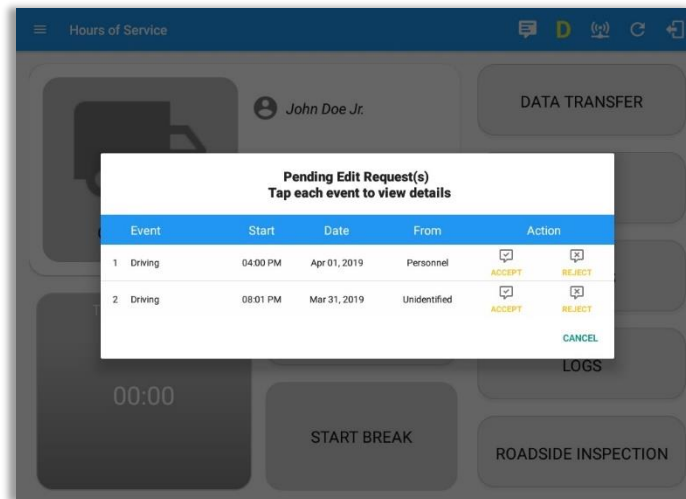 Hours of Service
D
John Doe Jr.
DATA TRANSFER
Pending Edit Request(s)
Tap each event to view details
Event Start Date From Action
1 Driving 04:00 PM Apr 01, 2019 Personnel ACCEPT REJECT
2 Driving 08:01 PM Mar 31, 2019 Unidentified ACCEPT REJECT
CANCEL
LOGS
00:00
START BREAK
ROADSIDE INSPECTION